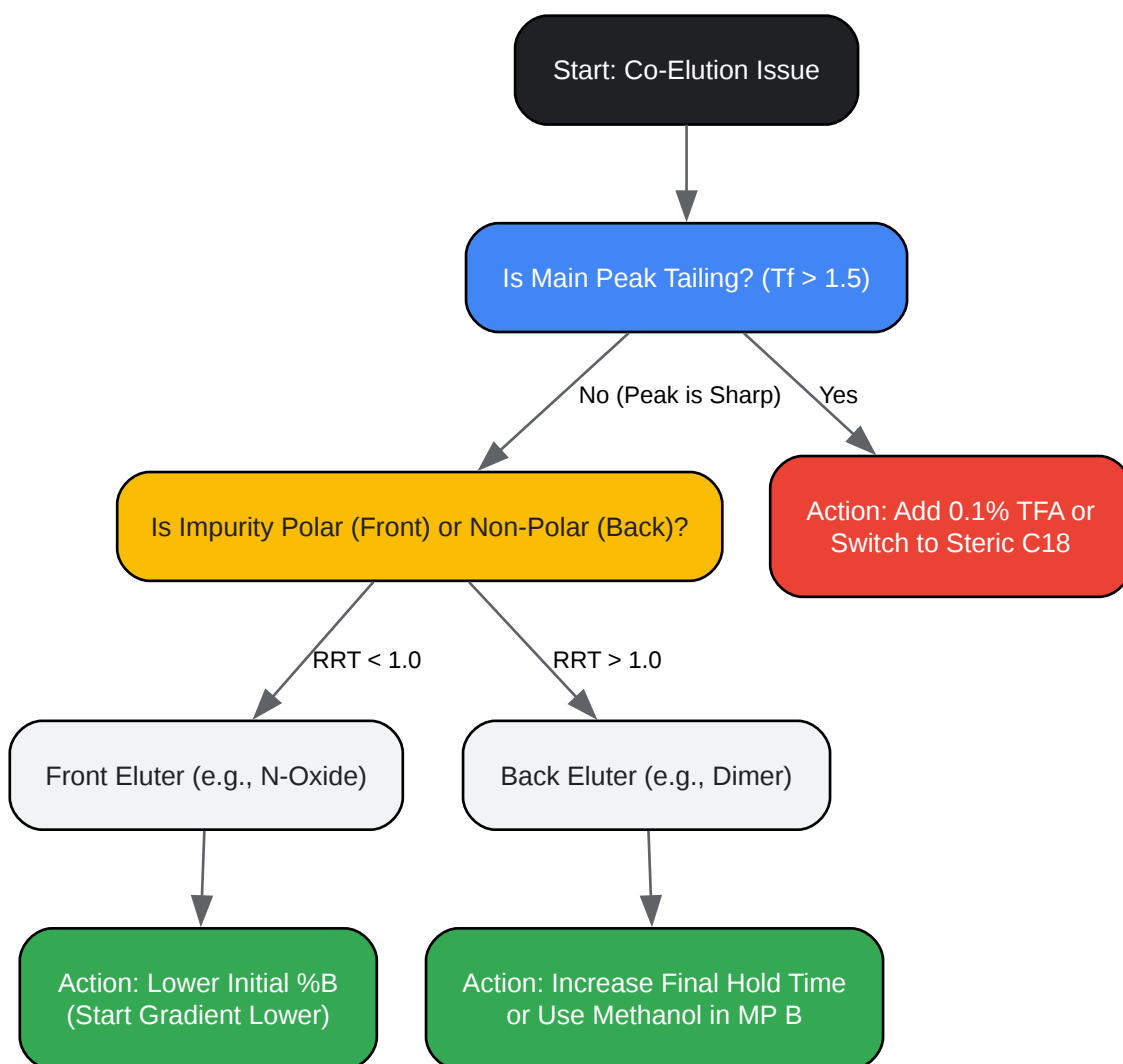 Start: Co-Elution Issue
Is Main Peak Tailing? (Tf > 1.5)
No (Peak is Sharp)
Yes
Is Impurity Polar (Front) or Non-Polar (Back)?
Action: Add 0.1% TFA or
Switch to Steric C18
RRT < 1.0
RRT > 1.0
Front Eluter (e.g., N-Oxide)
Back Eluter (e.g., Dimer)
Action: Lower Initial %B
(Start Gradient Lower)
Action: Increase Final Hold Time
or Use Methanol in MP B